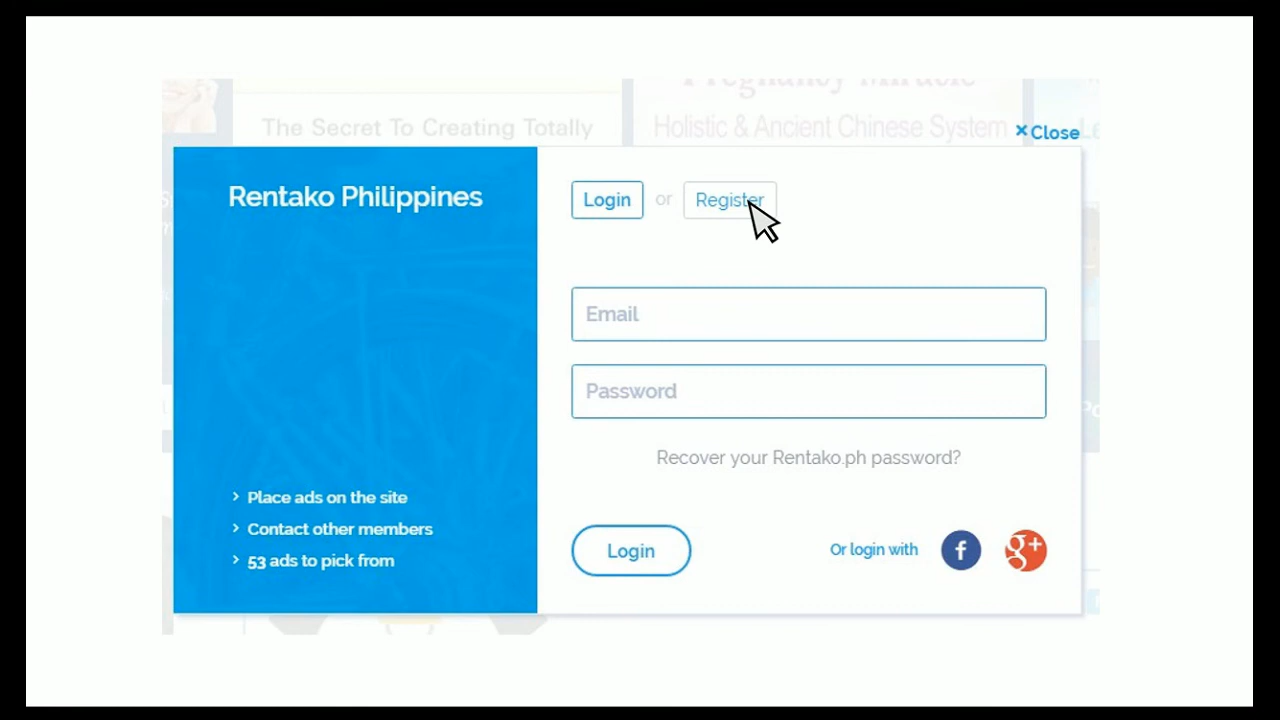 Pregnancy Miracle
The Secret To Creating Totally
Holistic & Ancient Chinese System
×Close
Rentako Philippines
Login or Register
Email
Password
Recover your Rentako.ph password?
› Place ads on the site
› Contact other members
› 53 ads to pick from
Login
Or login with
f
g+